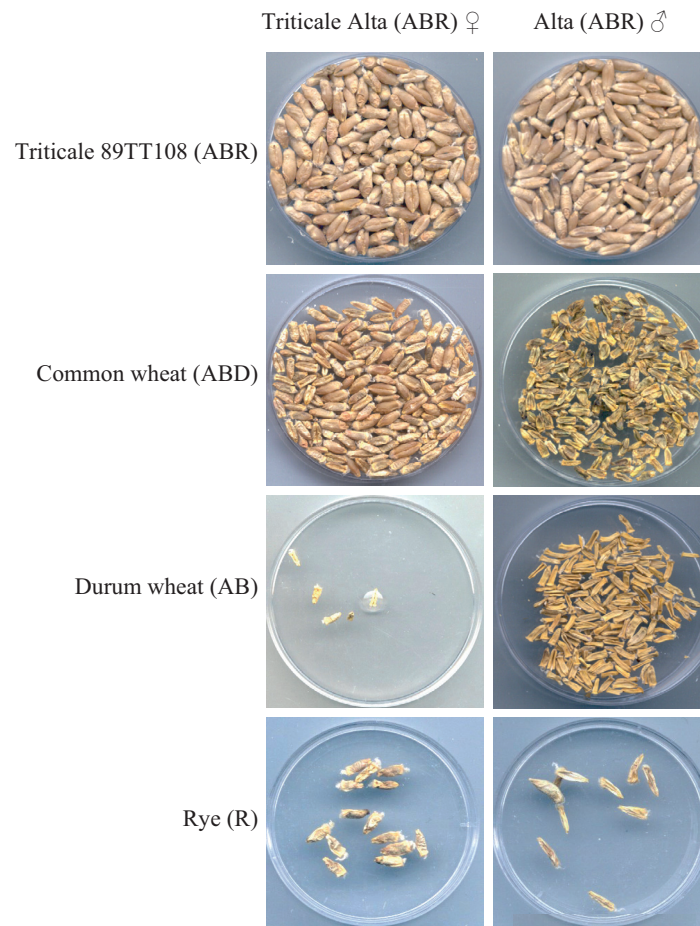 Triticale Alta (ABR) ♀ Alta (ABR) ♂
Triticale 89TT108 (ABR)
Common wheat (ABD)
Durum wheat (AB)
Rye (R)